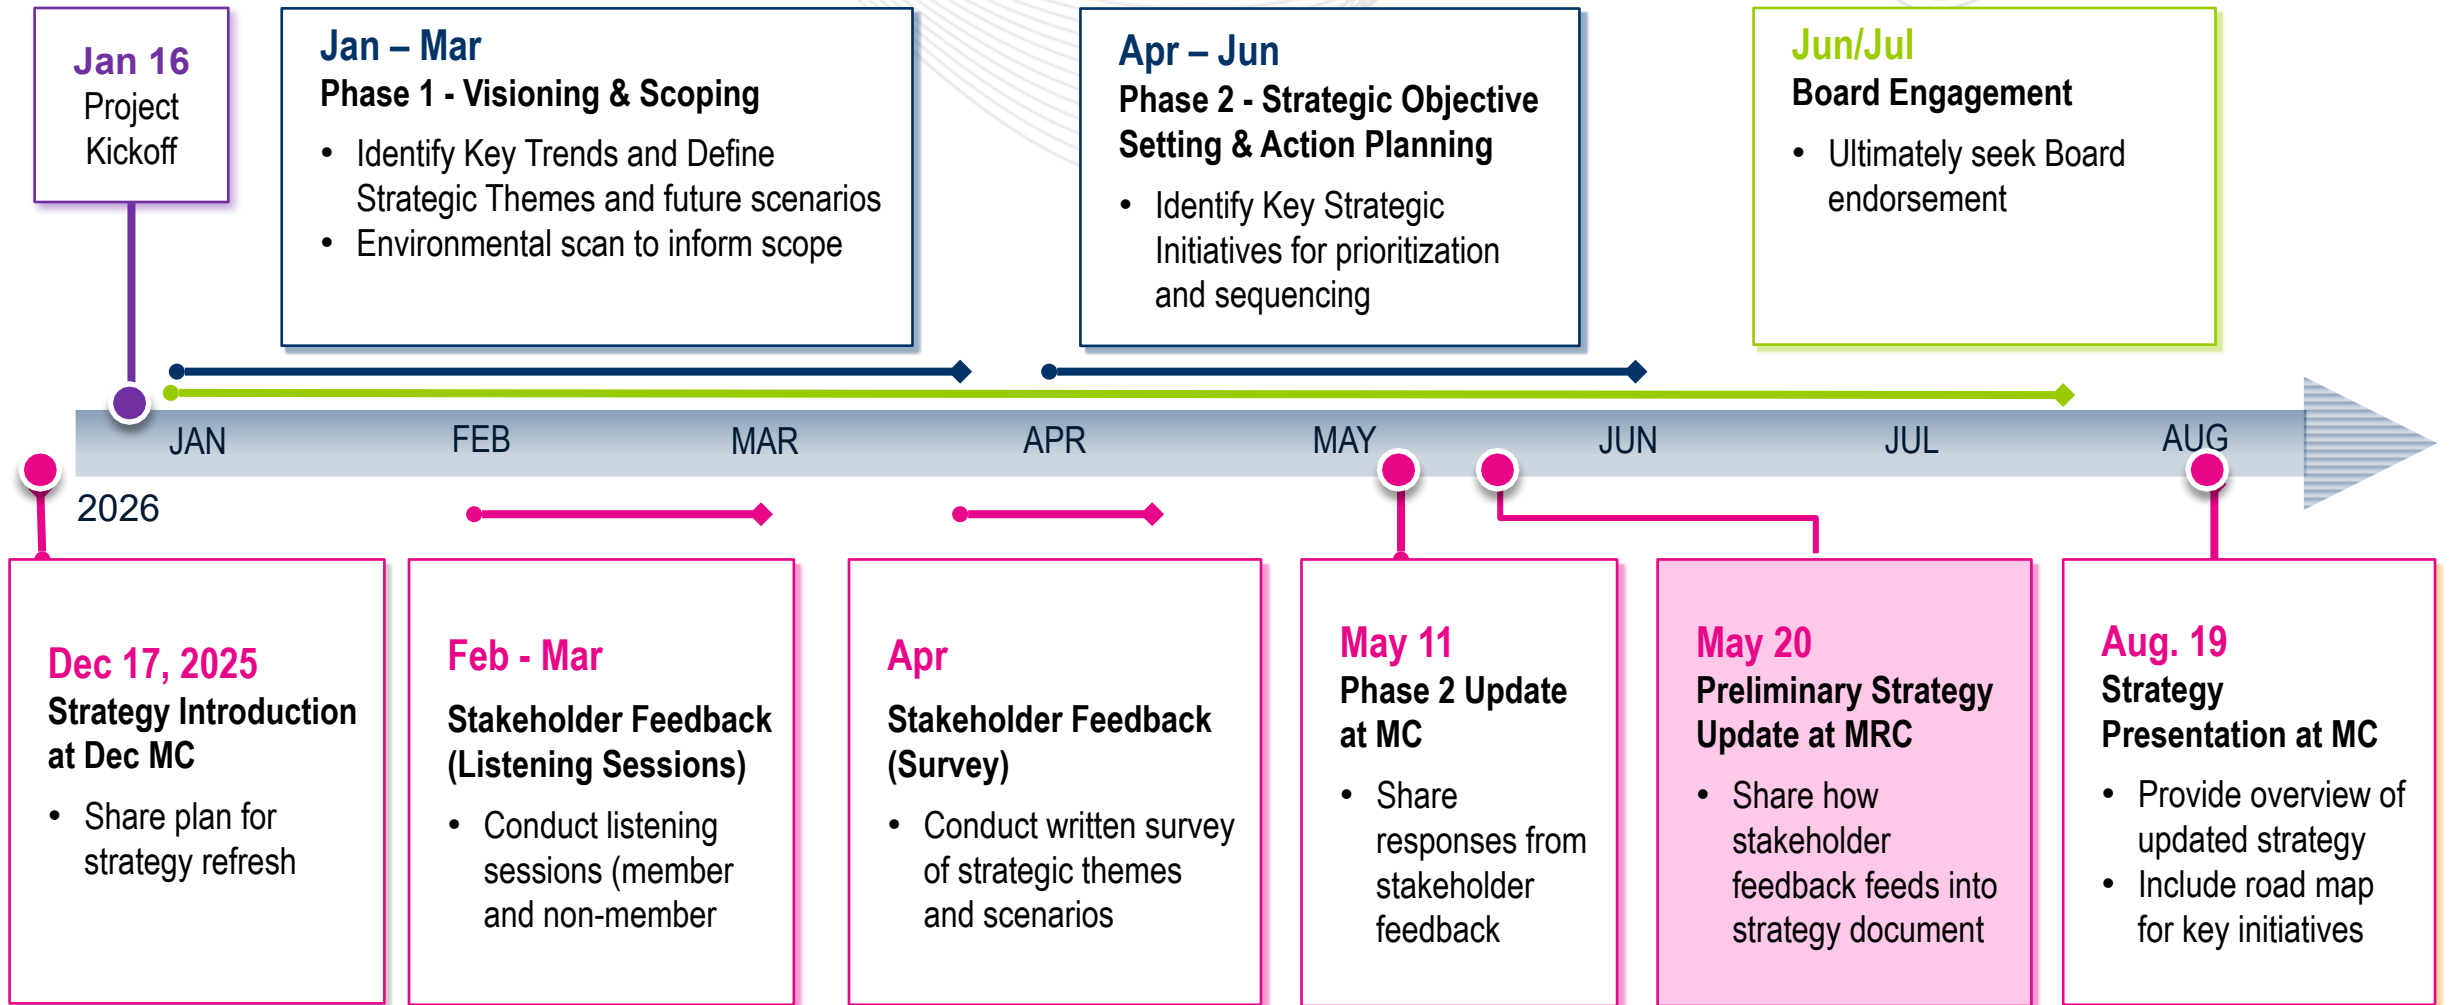 Jan 16
Project
Kickoff
Jan – Mar
Phase 1 - Visioning & Scoping
• Identify Key Trends and Define
Strategic Themes and future scenarios
• Environmental scan to inform scope
Apr – Jun
Phase 2 - Strategic Objective
Setting & Action Planning
• Identify Key Strategic
Initiatives for prioritization
and sequencing
Jun/Jul
Board Engagement
• Ultimately seek Board
endorsement
JAN FEB MAR APR MAY JUN JUL AUG
2026
Dec 17, 2025
Strategy Introduction
at Dec MC
• Share plan for
strategy refresh
Feb - Mar
Stakeholder Feedback
(Listening Sessions)
• Conduct listening
sessions (member
and non-member
Apr
Stakeholder Feedback
(Survey)
• Conduct written survey
of strategic themes
and scenarios
May 11
Phase 2 Update
at MC
• Share
responses from
stakeholder
feedback
May 20
Preliminary Strategy
Update at MRC
• Share how
stakeholder
feedback feeds into
strategy document
Aug. 19
Strategy
Presentation at MC
• Provide overview of
updated strategy
• Include road map
for key initiatives